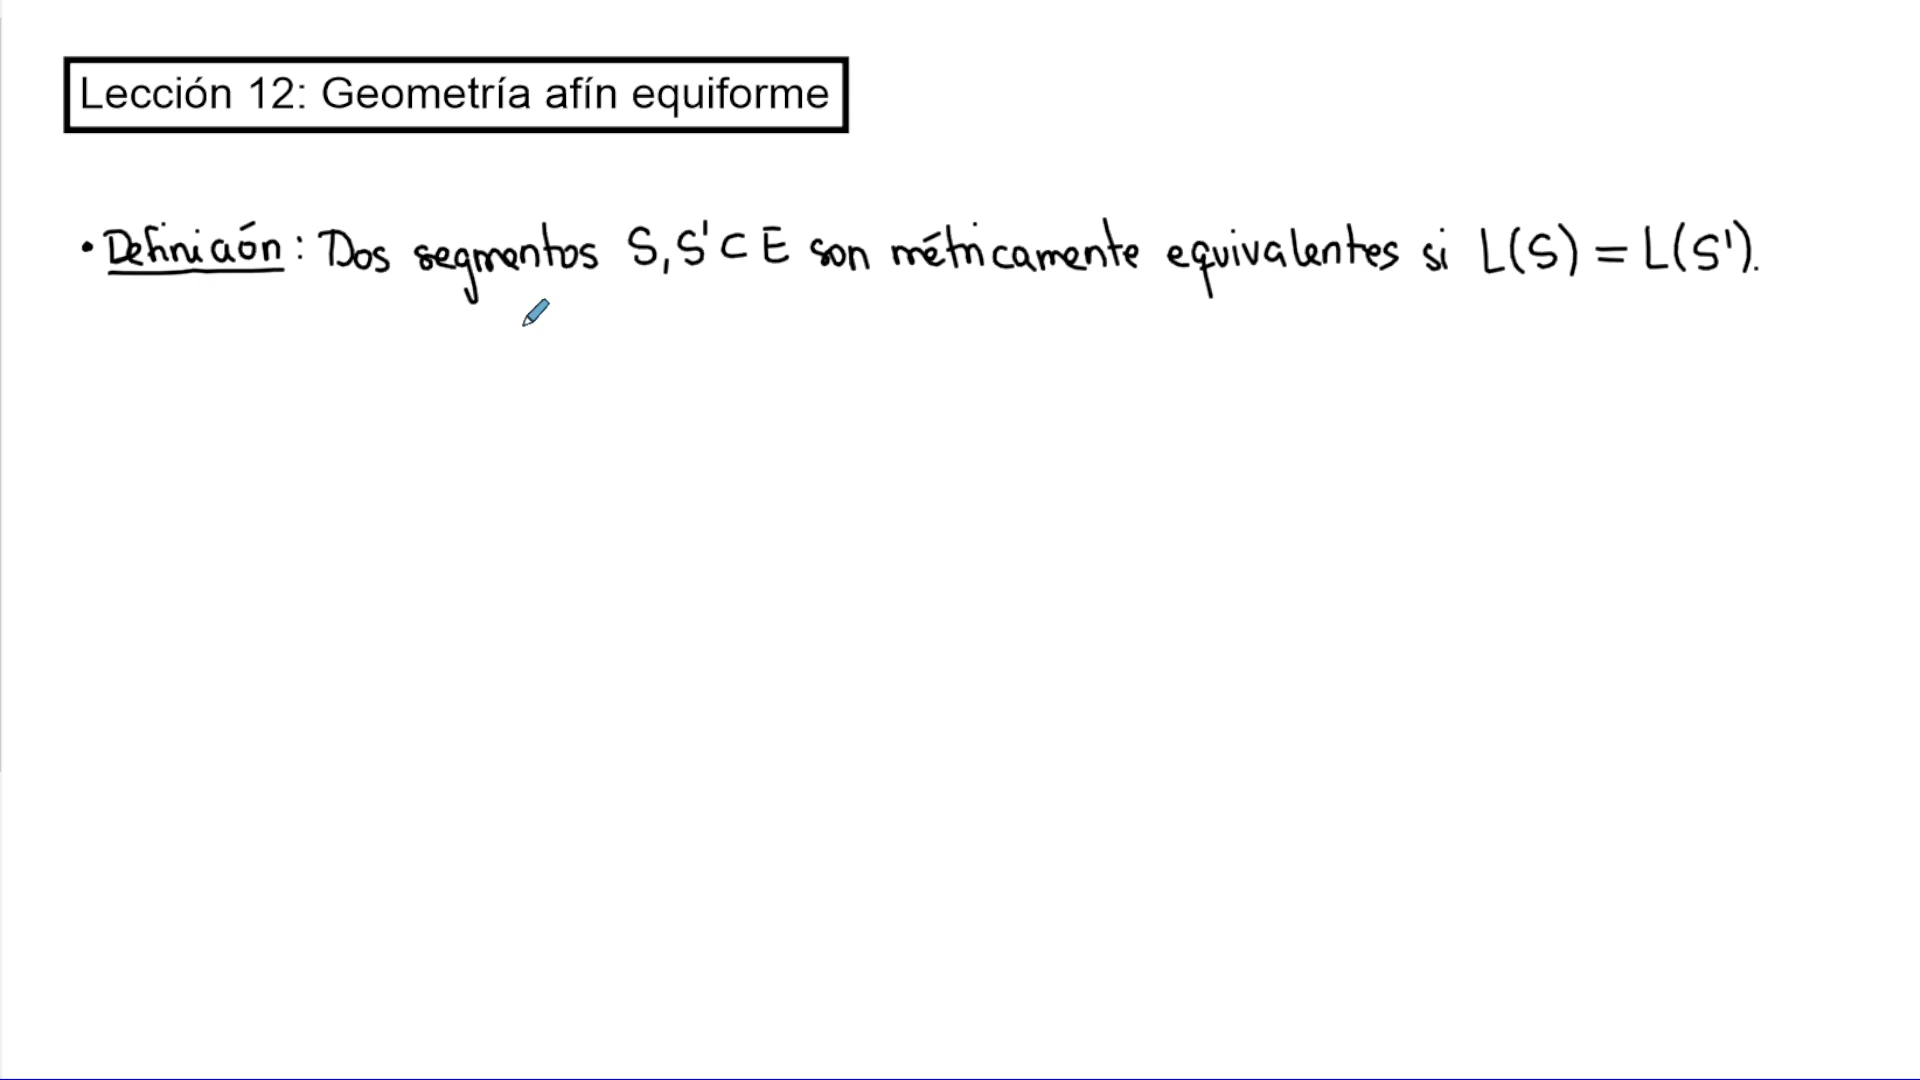 Lección 12: Geometría afín equiforme
• Definición: Dos segmentos S, S' ⊂ E son métricamente equivalentes si L(S) = L(S').